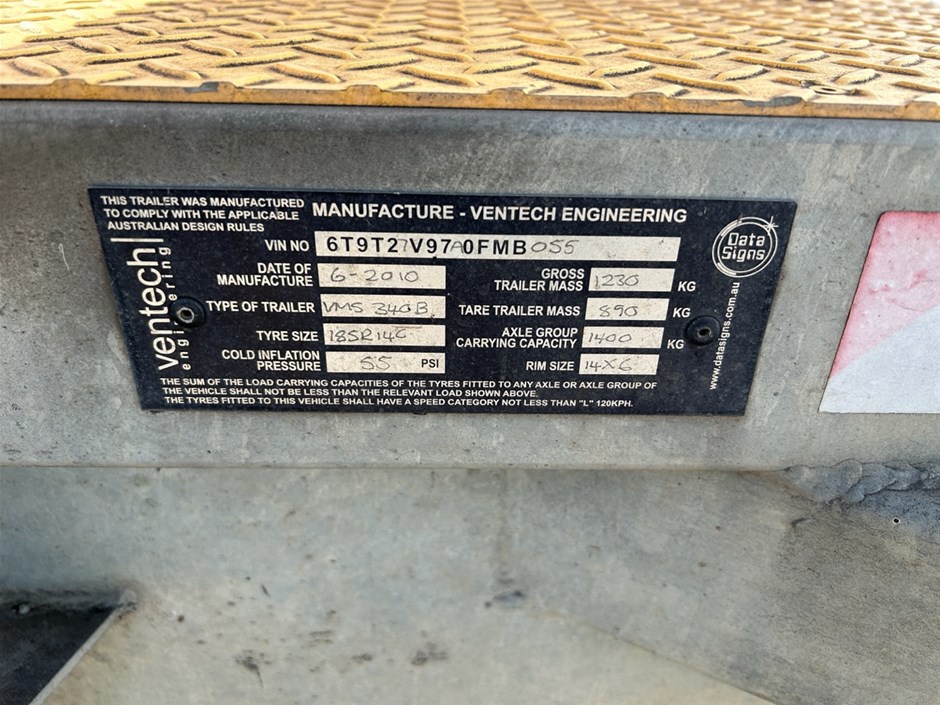 THIS TRAILER WAS MANUFACTURED
TO COMPLY WITH THE APPLICABLE
AUSTRALIAN DESIGN RULES
MANUFACTURE - VENTECH ENGINEERING
VIN NO 6T9T27V97A0FMB055
Data
Signs
ventech
engineering
DATE OF
MANUFACTURE 6-2010
GROSS
TRAILER MASS 1230 KG
TYPE OF TRAILER VMS 340B
TARE TRAILER MASS 890 KG
TYRE SIZE 185R14C
AXLE GROUP
CARRYING CAPACITY 1400 KG
COLD INFLATION
PRESSURE 55 PSI
RIM SIZE 14X6
www.datasigns.com.au
THE SUM OF THE LOAD CARRYING CAPACITIES OF THE TYRES FITTED TO ANY AXLE OR AXLE GROUP OF
THE VEHICLE SHALL NOT BE LESS THAN THE RELEVANT LOAD SHOWN ABOVE.
THE TYRES FITTED TO THIS VEHICLE SHALL HAVE A SPEED CATEGORY NOT LESS THAN "L" 120KPH.